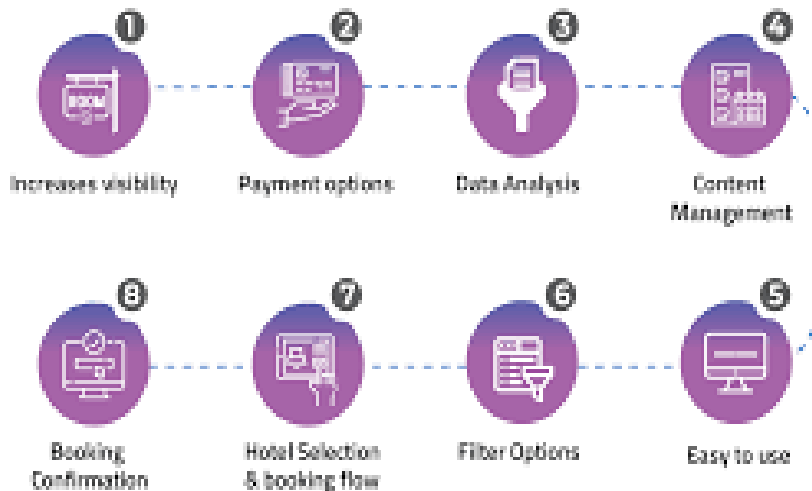 1
2
3
4
ROOM
Increases visibility
Payment options
Data Analysis
Content
Management
8
7
6
5
Booking
Confirmation
Hotel Selection
& booking flow
Filter Options
Easy to use